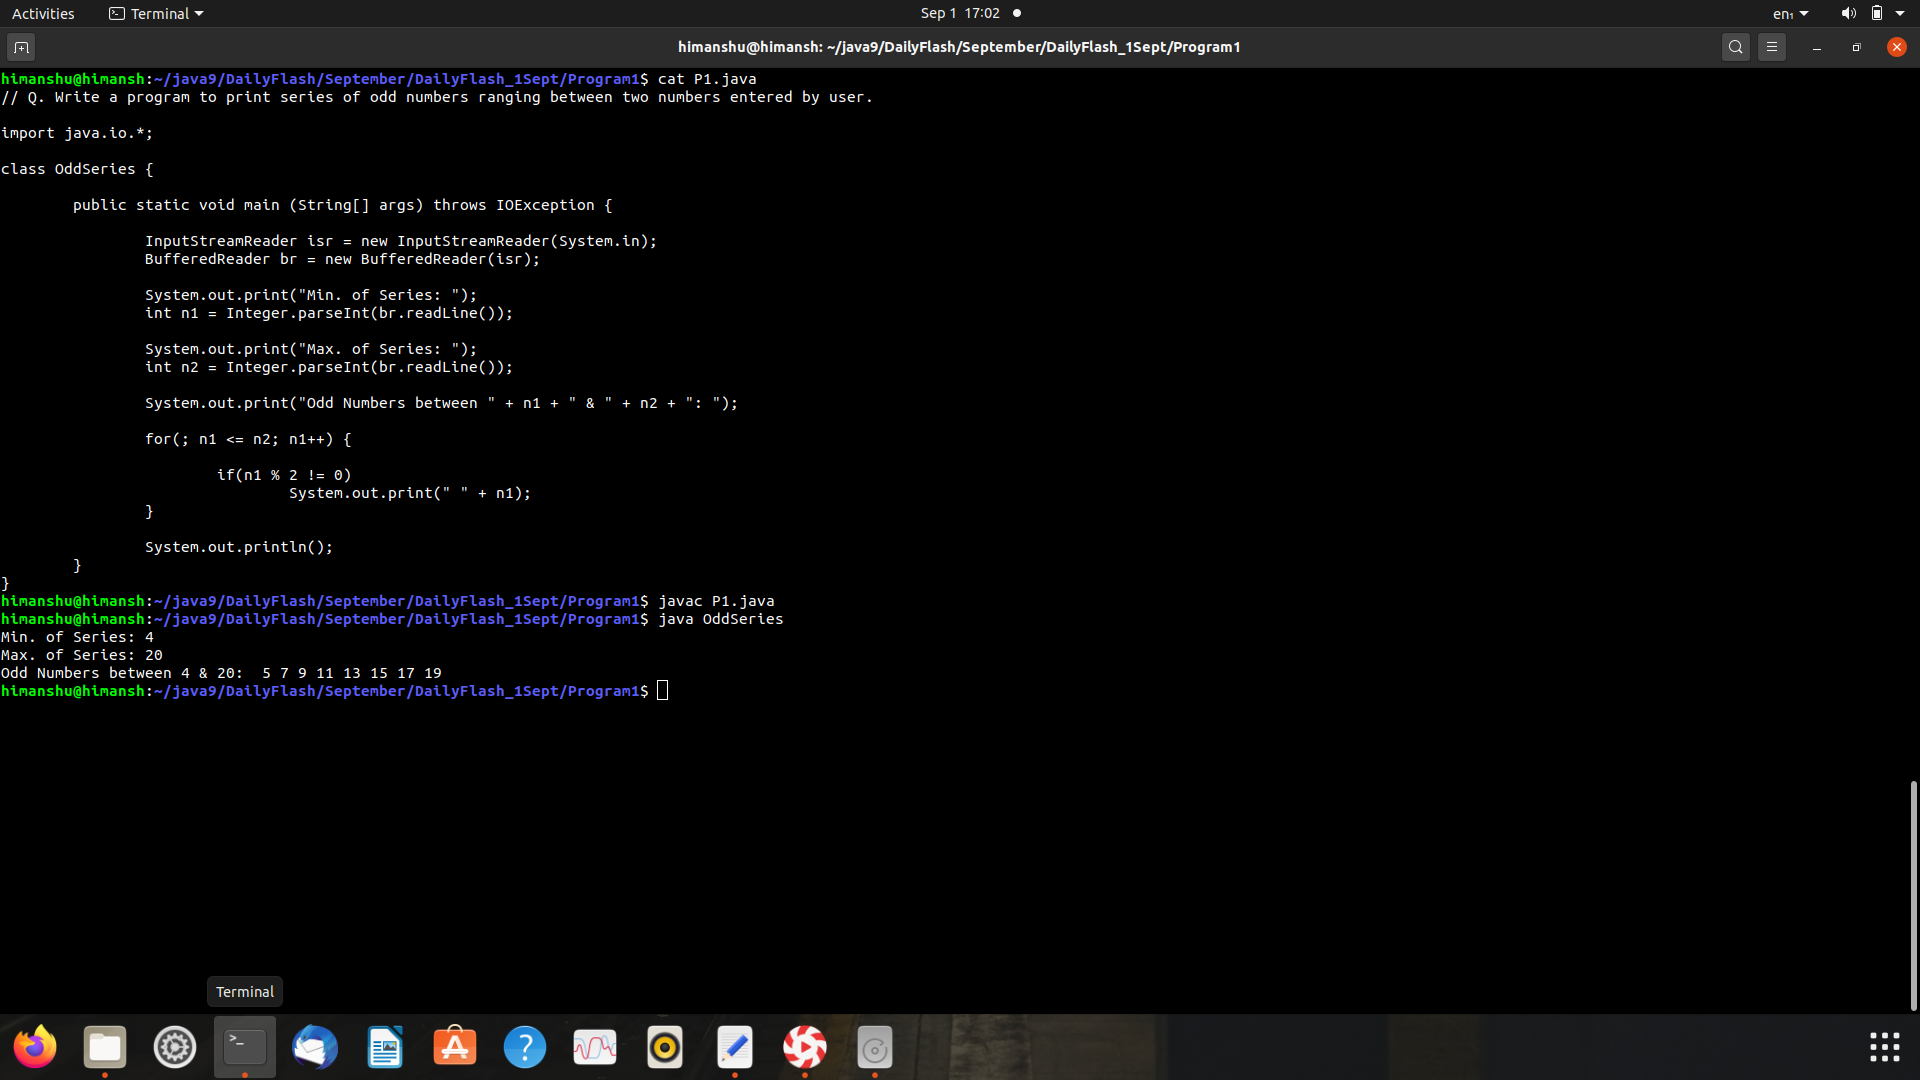 Activities Terminal Sep 1 17:02 en₁
himanshu@himansh: ~/java9/DailyFlash/September/DailyFlash_1Sept/Program1
himanshu@himansh:~/java9/DailyFlash/September/DailyFlash_1Sept/Program1$ cat P1.java
// Q. Write a program to print series of odd numbers ranging between two numbers entered by user.
import java.io.*;
class OddSeries {
public static void main (String[] args) throws IOException {
InputStreamReader isr = new InputStreamReader(System.in);
BufferedReader br = new BufferedReader(isr);
System.out.print("Min. of Series: ");
int n1 = Integer.parseInt(br.readLine());
System.out.print("Max. of Series: ");
int n2 = Integer.parseInt(br.readLine());
System.out.print("Odd Numbers between " + n1 + " & " + n2 + ": ");
for(; n1 <= n2; n1++) {
if(n1 % 2 != 0)
System.out.print(" " + n1);
}
System.out.println();
}
}
himanshu@himansh:~/java9/DailyFlash/September/DailyFlash_1Sept/Program1$ javac P1.java
himanshu@himansh:~/java9/DailyFlash/September/DailyFlash_1Sept/Program1$ java OddSeries
Min. of Series: 4
Max. of Series: 20
Odd Numbers between 4 & 20:  5 7 9 11 13 15 17 19
himanshu@himansh:~/java9/DailyFlash/September/DailyFlash_1Sept/Program1$
Terminal